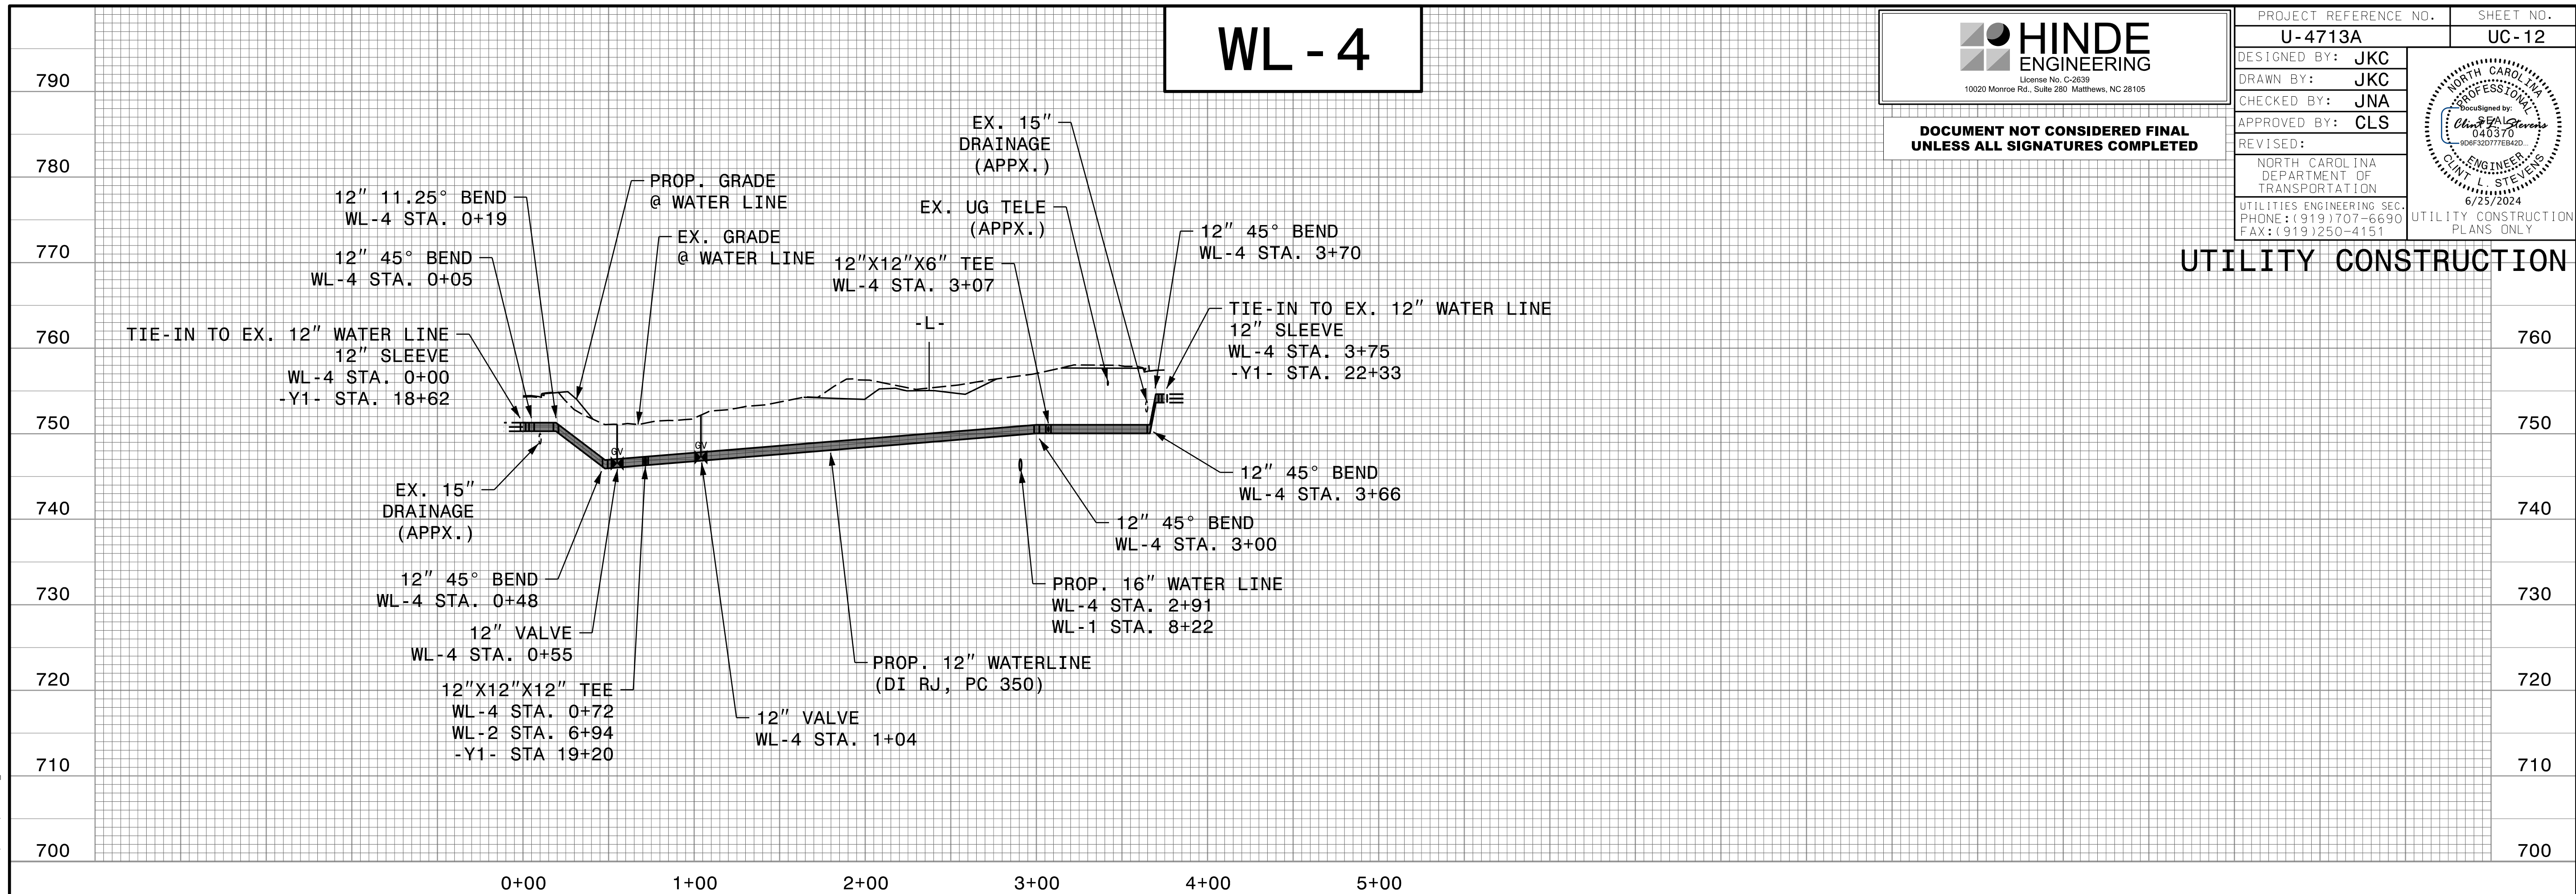 WL-4
HINDE
ENGINEERING
License No. C-2639
10020 Monroe Rd., Suite 280 Matthews, NC 28105
DOCUMENT NOT CONSIDERED FINAL
UNLESS ALL SIGNATURES COMPLETED
PROJECT REFERENCE NO.
SHEET NO.
U-4713A
UC-12
DESIGNED BY: JKC
DRAWN BY: JKC
CHECKED BY: JNA
APPROVED BY: CLS
REVISED:
NORTH CAROLINA
DEPARTMENT OF
TRANSPORTATION
UTILITIES ENGINEERING SEC.
PHONE:(919)707-6690
FAX:(919)250-4151
NORTH CAROLINA
PROFESSIONAL
DocuSigned by:
Clint L. Stevens
SEAL
040370
9D6F32D777EB42D...
ENGINEER
CLINT L. STEVENS
6/25/2024
UTILITY CONSTRUCTION
PLANS ONLY
UTILITY CONSTRUCTION
790
780
770
760
750
740
730
720
710
700
EX. 15"
DRAINAGE
(APPX.)
PROP. GRADE
@ WATER LINE
12" 11.25° BEND
WL-4 STA. 0+19
EX. UG TELE
(APPX.)
EX. GRADE
@ WATER LINE
12" 45° BEND
WL-4 STA. 3+70
12" 45° BEND
WL-4 STA. 0+05
12"X12"X6" TEE
WL-4 STA. 3+07
TIE-IN TO EX. 12" WATER LINE
12" SLEEVE
WL-4 STA. 3+75
-Y1- STA. 22+33
-L-
TIE-IN TO EX. 12" WATER LINE
12" SLEEVE
WL-4 STA. 0+00
-Y1- STA. 18+62
GV
GV
12" 45° BEND
WL-4 STA. 3+66
EX. 15"
DRAINAGE
(APPX.)
12" 45° BEND
WL-4 STA. 3+00
12" 45° BEND
WL-4 STA. 0+48
PROP. 16" WATER LINE
WL-4 STA. 2+91
WL-1 STA. 8+22
12" VALVE
WL-4 STA. 0+55
PROP. 12" WATERLINE
(DI RJ, PC 350)
12"X12"X12" TEE
WL-4 STA. 0+72
WL-2 STA. 6+94
-Y1- STA 19+20
12" VALVE
WL-4 STA. 1+04
760
750
740
730
720
710
700
0+00
1+00
2+00
3+00
4+00
5+00